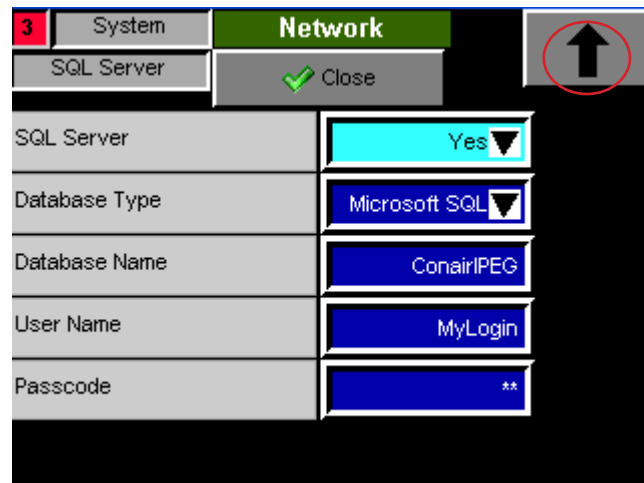 3 System Network
SQL Server Close
SQL Server Yes
Database Type Microsoft SQL
Database Name ConairIPEG
User Name MyLogin
Passcode **